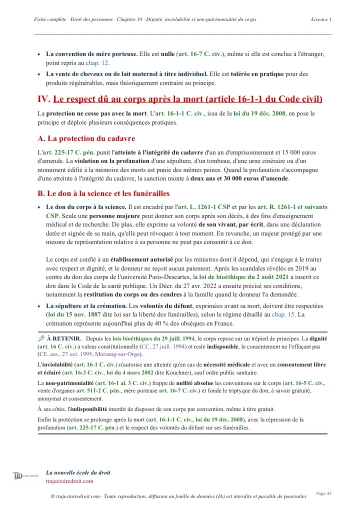 Fiche complète · Droit des personnes · Chapitre 10 · Dignité, inviolabilité et non-patrimonialité du corps Licence 1
• La convention de mère porteuse. Elle est nulle (art. 16-7 C. civ.), même si elle est conclue à l'étranger,
point repris au chap. 12.
• La vente de cheveux ou de lait maternel à titre individuel. Elle est tolérée en pratique pour des
produits régénérables, mais théoriquement contraire au principe.
IV. Le respect dû au corps après la mort (article 16-1-1 du Code civil)
La protection ne cesse pas avec la mort. L'art. 16-1-1 C. civ., issu de la loi du 19 déc. 2008, en pose le
principe et déploie plusieurs conséquences pratiques.
A. La protection du cadavre
L'art. 225-17 C. pén. punit l'atteinte à l'intégrité du cadavre d'un an d'emprisonnement et 15 000 euros
d'amende. La violation ou la profanation d'une sépulture, d'un tombeau, d'une urne cinéraire ou d'un
monument édifié à la mémoire des morts est punie des mêmes peines. Quand la profanation s'accompagne
d'une atteinte à l'intégrité du cadavre, la sanction monte à deux ans et 30 000 euros d'amende.
B. Le don à la science et les funérailles
• Le don du corps à la science. Il est encadré par l'art. L. 1261-1 CSP et par les art. R. 1261-1 et suivants
CSP. Seule une personne majeure peut donner son corps après son décès, à des fins d'enseignement
médical et de recherche. De plus, elle exprime sa volonté de son vivant, par écrit, dans une déclaration
datée et signée de sa main, qu'elle peut révoquer à tout moment. En revanche, un majeur protégé par une
mesure de représentation relative à sa personne ne peut pas consentir à ce don.
Le corps est confié à un établissement autorisé par les ministres dont il dépend, qui s'engage à le traiter
avec respect et dignité, et le donneur ne reçoit aucun paiement. Après les scandales révélés en 2019 au
centre du don des corps de l'université Paris-Descartes, la loi de bioéthique du 2 août 2021 a inscrit ce
don dans le Code de la santé publique. Un Décr. du 27 avr. 2022 a ensuite précisé ses conditions,
notamment la restitution du corps ou des cendres à la famille quand le donneur l'a demandée.
• La sépulture et la crémation. Les volontés du défunt, exprimées avant sa mort, doivent être respectées
(loi du 15 nov. 1887 dite loi sur la liberté des funérailles), selon le régime détaillé au chap. 15. La
crémation représente aujourd'hui plus de 40 % des obsèques en France.
À RETENIR. Depuis les lois bioéthiques du 29 juill. 1994, le corps repose sur un trépied de principes. La dignité
(art. 16 C. civ.) a valeur constitutionnelle (CC, 27 juill. 1994) et reste indisponible, le consentement ne l'effaçant pas
(CE, ass., 27 oct. 1995, Morsang-sur-Orge).
L'inviolabilité (art. 16-1 C. civ.) n'autorise une atteinte qu'en cas de nécessité médicale et avec un consentement libre
et éclairé (art. 16-3 C. civ., loi du 4 mars 2002 dite Kouchner), sauf ordre public sanitaire.
La non-patrimonialité (art. 16-1 al. 3 C. civ.) frappe de nullité absolue les conventions sur le corps (art. 16-5 C. civ.,
vente d'organes art. 511-2 C. pén., mère porteuse art. 16-7 C. civ.) et fonde le triptyque du don, à savoir gratuit,
anonyme et consentement.
À ses côtés, l'indisponibilité interdit de disposer de son corps par convention, même à titre gratuit.
Enfin la protection se prolonge après la mort (art. 16-1-1 C. civ., loi du 19 déc. 2008), avec la répression de la
profanation (art. 225-17 C. pén.) et le respect des volontés du défunt sur ses funérailles.
La nouvelle école du droit
trajectoiredroit.com
© trajectoiredroit.com · Toute reproduction, diffusion ou fouille de données (IA) est interdite et passible de poursuites Page 45